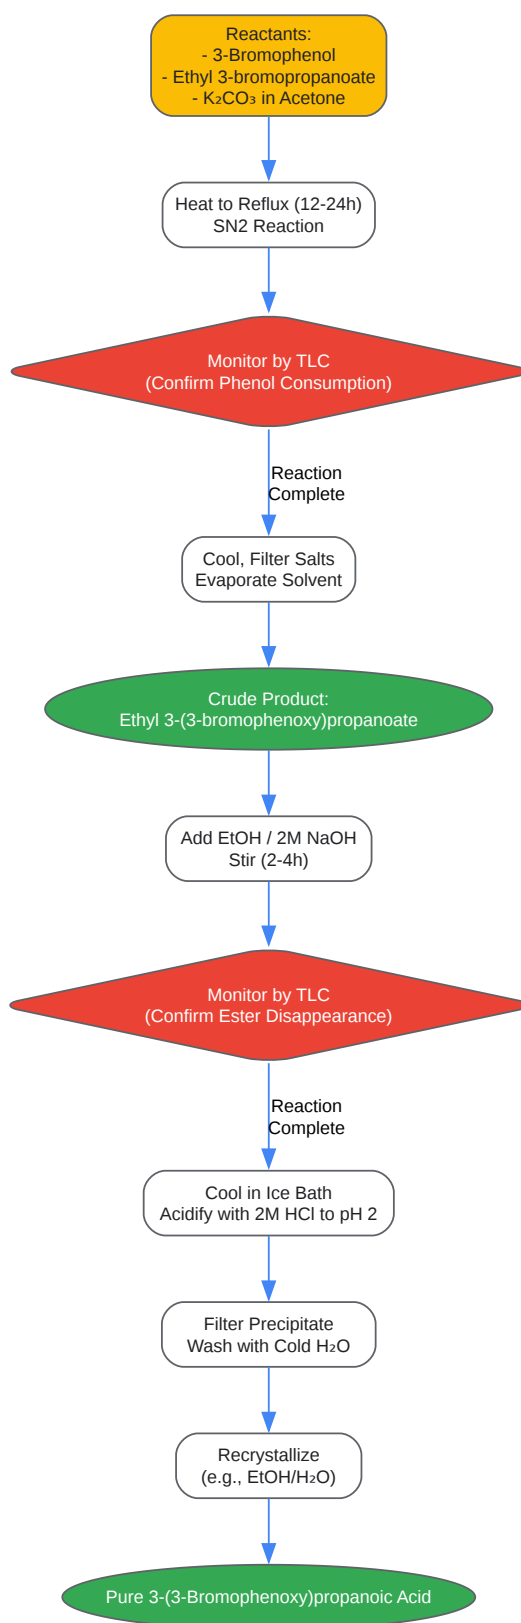 Reactants:
- 3-Bromophenol
- Ethyl 3-bromopropanoate
- K₂CO₃ in Acetone
Heat to Reflux (12-24h)
SN2 Reaction
Monitor by TLC
(Confirm Phenol Consumption)
Reaction
Complete
Cool, Filter Salts
Evaporate Solvent
Crude Product:
Ethyl 3-(3-bromophenoxy)propanoate
Add EtOH / 2M NaOH
Stir (2-4h)
Monitor by TLC
(Confirm Ester Disappearance)
Reaction
Complete
Cool in Ice Bath
Acidify with 2M HCl to pH 2
Filter Precipitate
Wash with Cold H₂O
Recrystallize
(e.g., EtOH/H₂O)
Pure 3-(3-Bromophenoxy)propanoic Acid